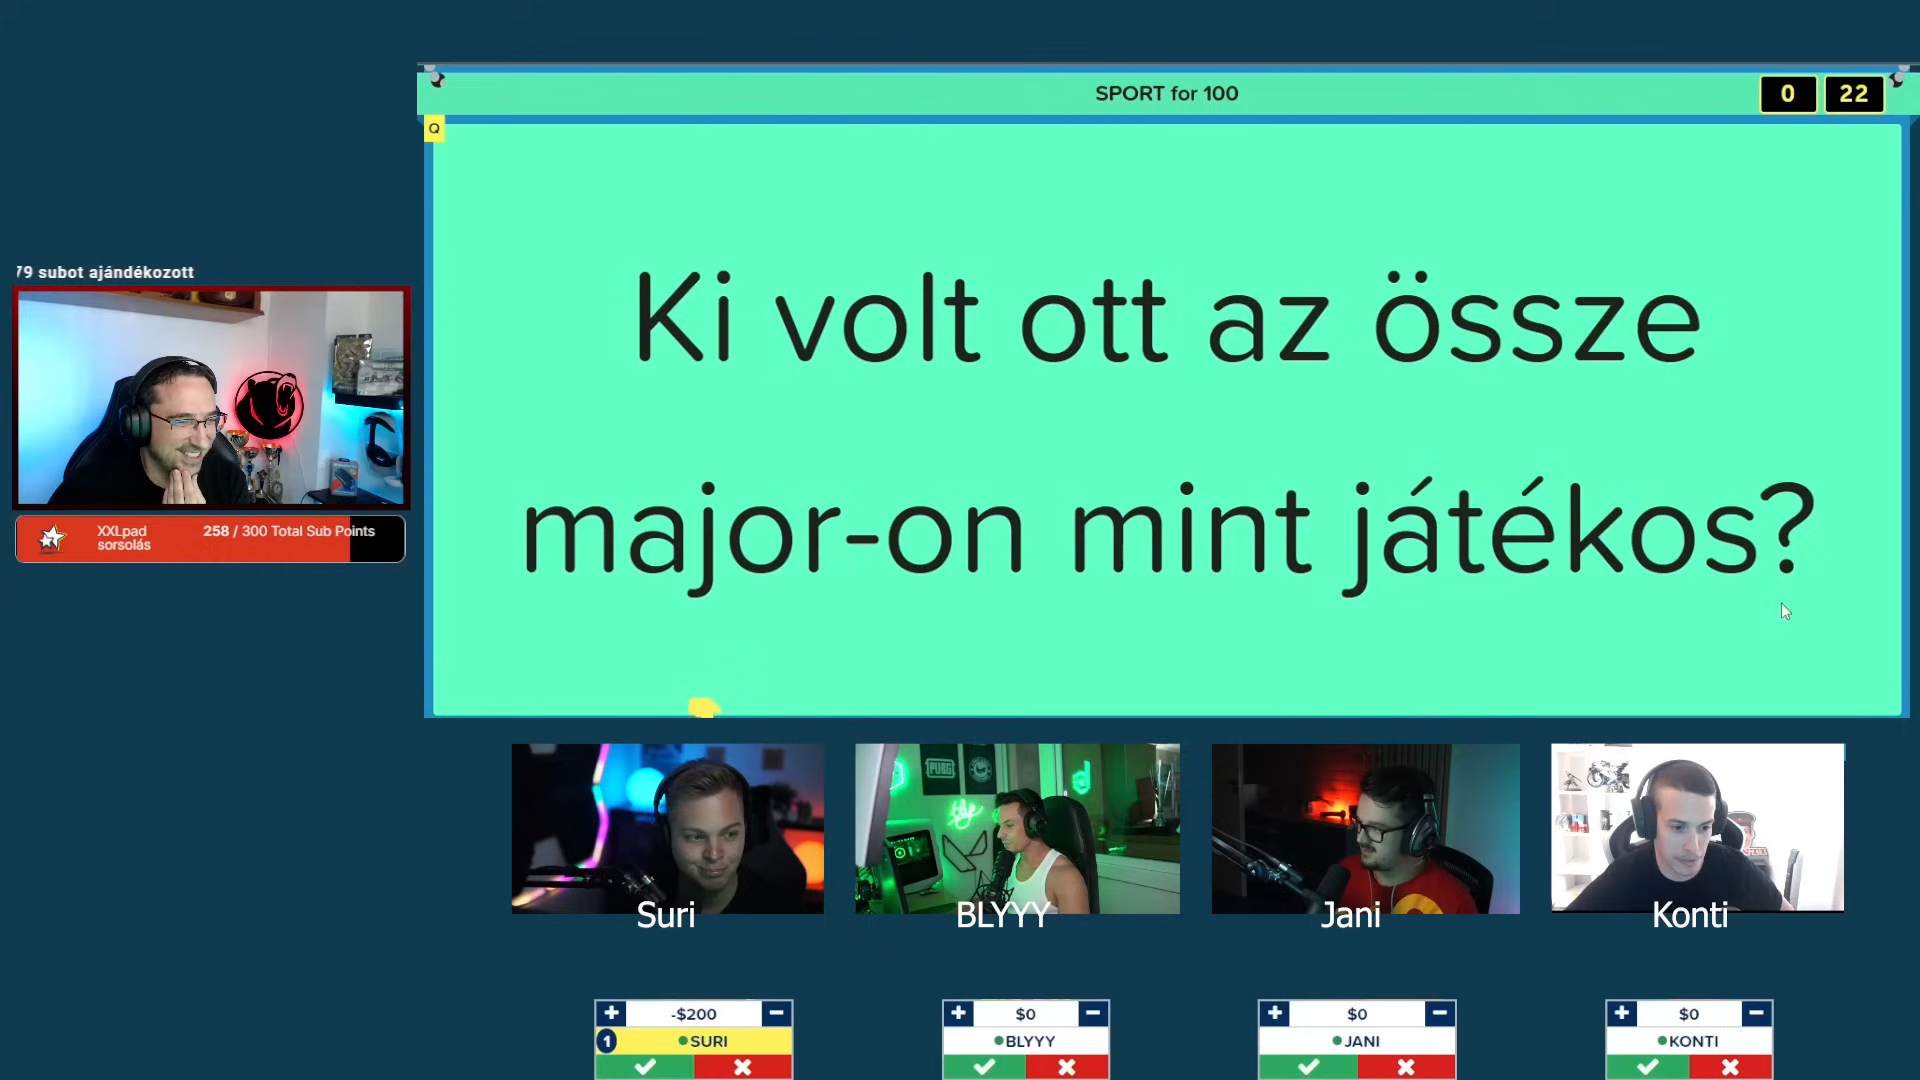 SPORT for 100
0 22
Q
Ki volt ott az össze
major-on mint játékos?
79 subot ajándékozott
XXLpad
sorsolás
258 / 300 Total Sub Points
PUBG
Suri
BLYYY
Jani
Konti
-$200
1 SURI
$0
BLYYY
$0
JANI
$0
KONTI